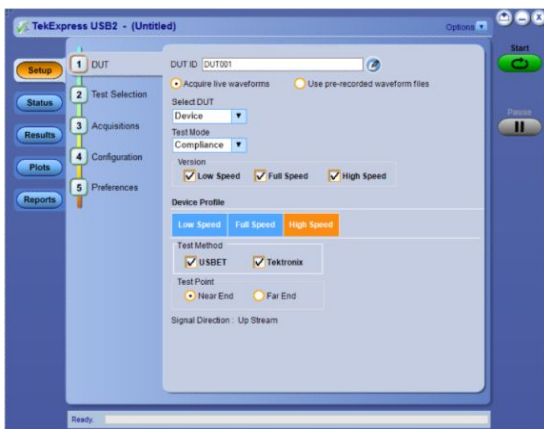 TekExpress USB2 - (Untitled)
Options
Start
Setup
Status
Results
Plots
Reports
1 DUT
2 Test Selection
3 Acquisitions
4 Configuration
5 Preferences
DUT ID DUT001
Acquire live waveforms Use pre-recorded waveform files
Select DUT
Device
Test Mode
Compliance
Version
Low Speed Full Speed High Speed
Device Profile
Low Speed Full Speed High Speed
Test Method
USBET Tektronix
Test Point
Near End Far End
Signal Direction : Up Stream
Pause
Ready.